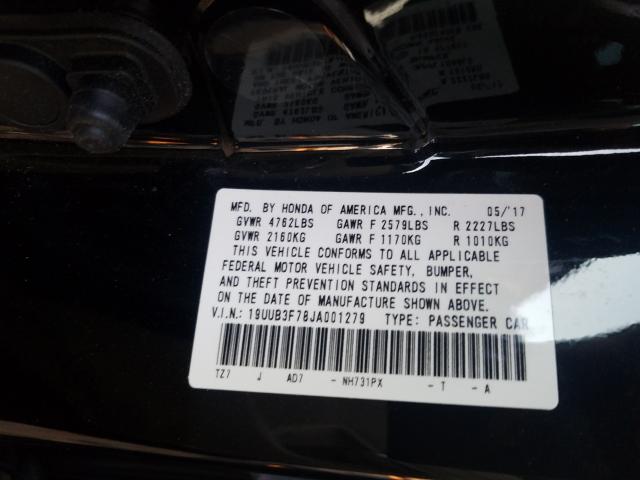 MFD. BY HONDA OF AMERICA MFG., INC. 05/'17
GVWR 4762LBS GAWR F 2579LBS R 2227LBS
GVWR 2160KG GAWR F 1170KG R 1010KG
THIS VEHICLE CONFORMS TO ALL APPLICABLE
FEDERAL MOTOR VEHICLE SAFETY, BUMPER,
AND THEFT PREVENTION STANDARDS IN EFFECT
ON THE DATE OF MANUFACTURE SHOWN ABOVE.
V.I.N.: 19UUB3F78JA001279 TYPE: PASSENGER CAR
TZ7 J AD7 - NH731PX - T - A